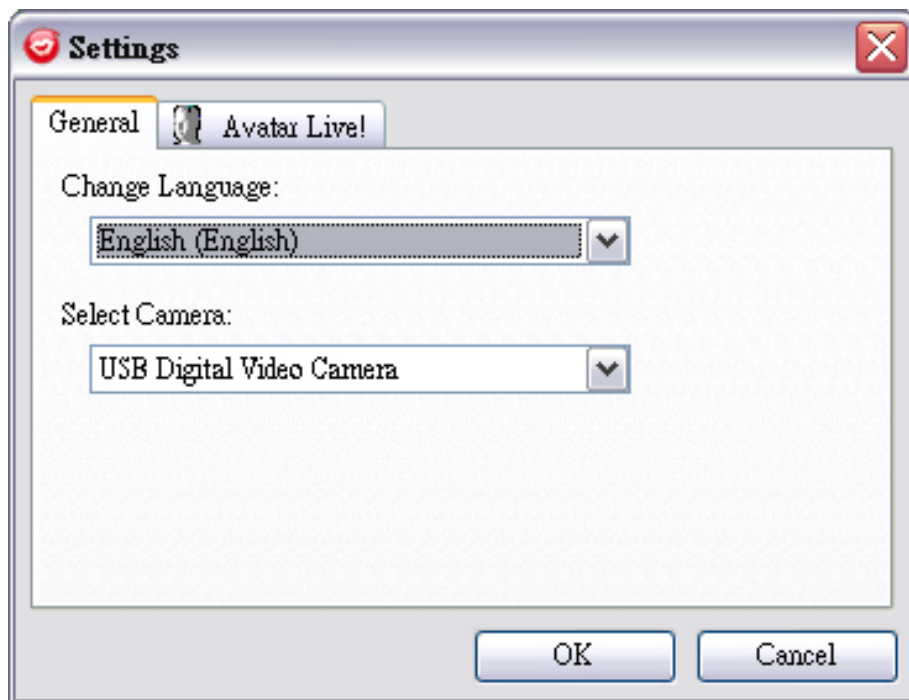 Settings
General
Avatar Live!
Change Language:
English (English)
Select Camera:
USB Digital Video Camera
OK
Cancel